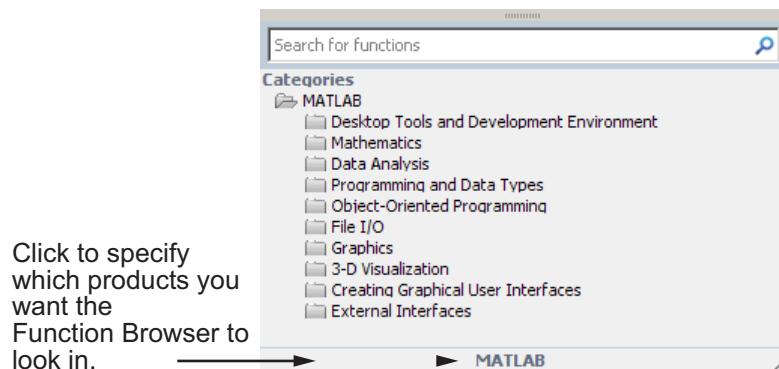 Search for functions
Categories
MATLAB
Desktop Tools and Development Environment
Mathematics
Data Analysis
Programming and Data Types
Object-Oriented Programming
File I/O
Graphics
3-D Visualization
Creating Graphical User Interfaces
External Interfaces
Click to specify
which products you
want the
Function Browser to
look in.
MATLAB